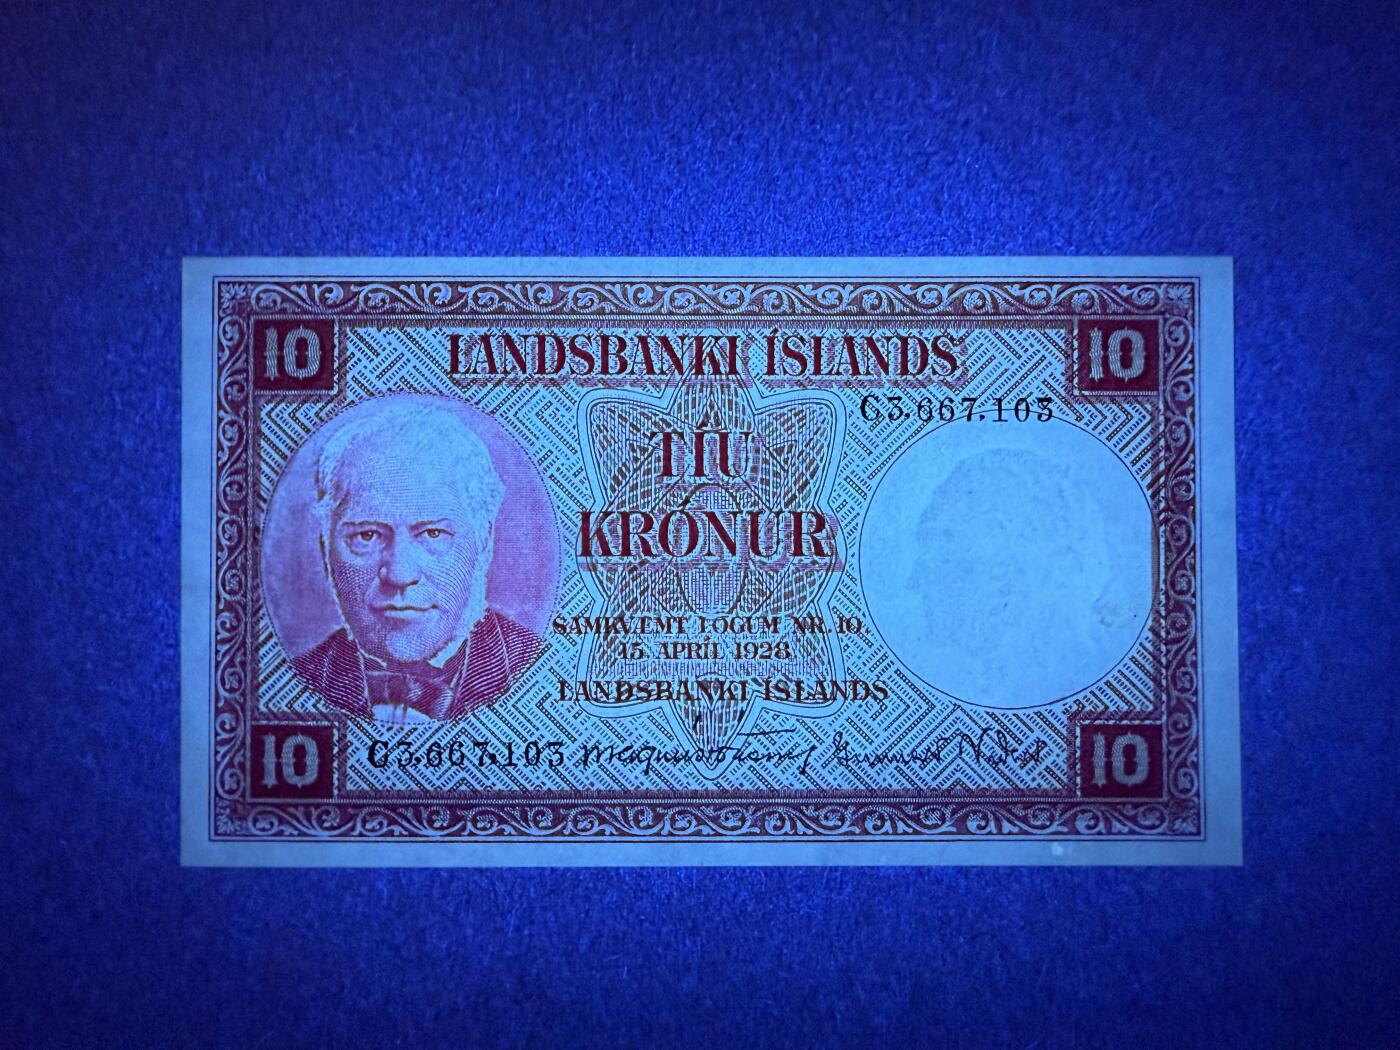 10 LANDSBANKI ÍSLANDS 10
C3.667.103
TÍU
KRÓNUR
SAMKVÆMT LÖGUM NR. 10
15. APRÍL 1928
LANDSBANKI ÍSLANDS
10 C3.667.103 10